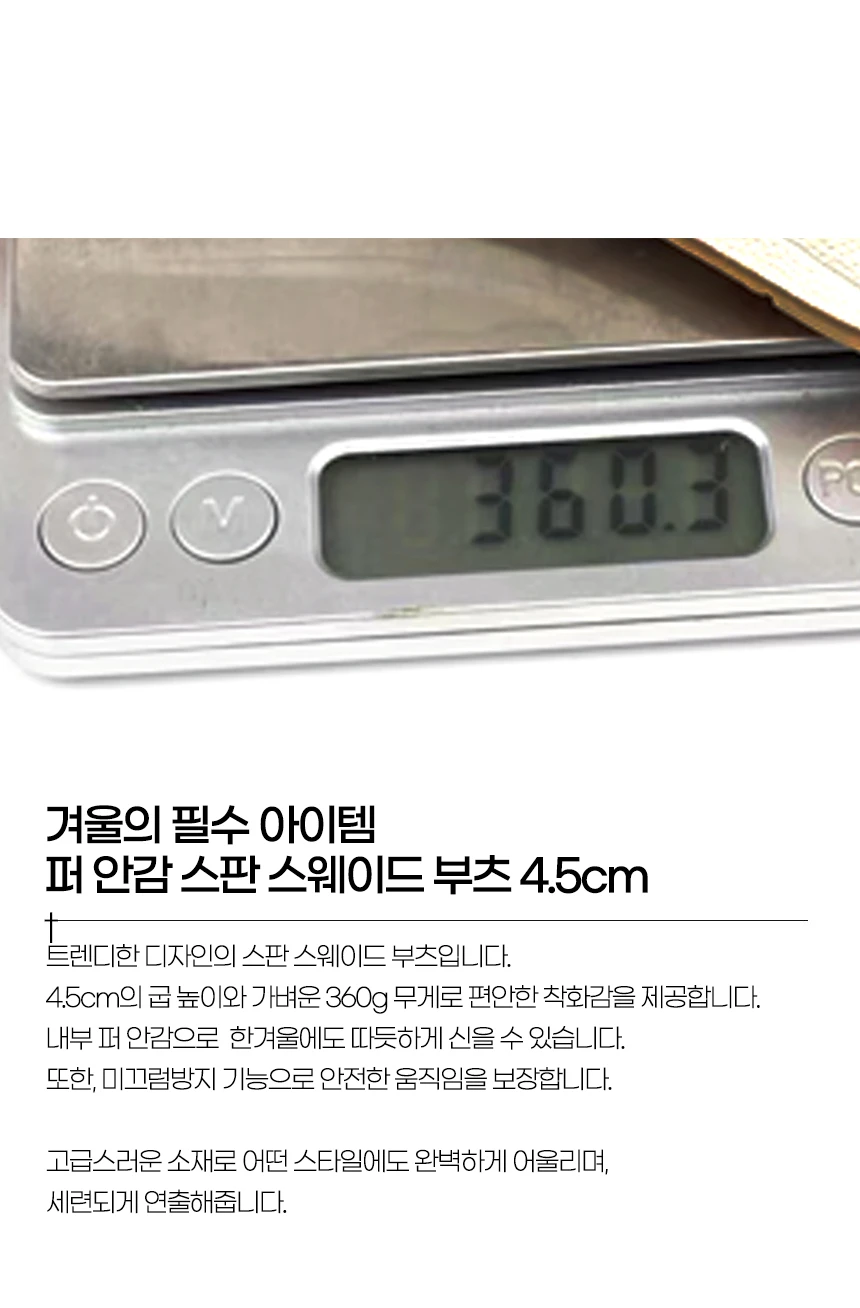 360.3
겨울의 필수 아이템
퍼 안감 스판 스웨이드 부츠 4.5cm
트렌디한 디자인의 스판 스웨이드 부츠입니다.
4.5cm의 굽 높이와 가벼운 360g 무게로 편안한 착화감을 제공합니다.
내부 퍼 안감으로 한겨울에도 따듯하게 신을 수 있습니다.
또한, 미끄럼방지 기능으로 안전한 움직임을 보장합니다.
고급스러운 소재로 어떤 스타일에도 완벽하게 어울리며,
세련되게 연출해줍니다.